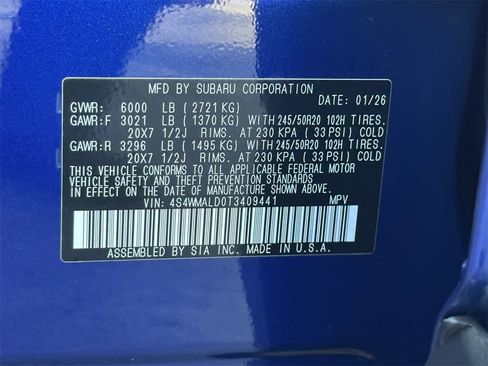 MFD BY SUBARU CORPORATION
GVWR: 6000 LB ( 2721 KG) DATE: 01/26
GAWR:F 3021 LB ( 1370 KG) WITH 245/50R20 102H TIRES.
20X7 1/2J RIMS. AT 230 KPA ( 33 PSI) COLD
GAWR:R 3296 LB ( 1495 KG) WITH 245/50R20 102H TIRES.
20X7 1/2J RIMS. AT 230 KPA ( 33 PSI) COLD
THIS VEHICLE CONFORMS TO ALL APPLICABLE FEDERAL MOTOR
VEHICLE SAFETY AND THEFT PREVENTION STANDARDS
IN EFFECT ON THE DATE OF MANUFACTURE SHOWN ABOVE.
VIN: 4S4WMALD0T3409441 MPV
ASSEMBLED BY SIA INC. MADE IN U.S.A.